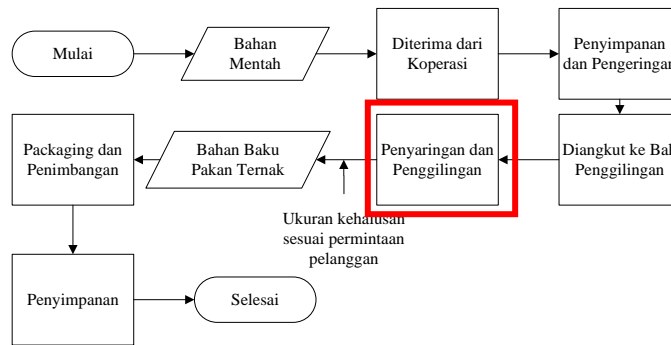 Mulai
Bahan
Mentah
Diterima dari
Koperasi
Penyimpanan
dan Pengeringan
Diangkut ke Bak
Penggilingan
Penyaringan dan
Penggilingan
Ukuran kehalusan
sesuai permintaan
pelanggan
Bahan Baku
Pakan Ternak
Packaging dan
Penimbangan
Penyimpanan
Selesai